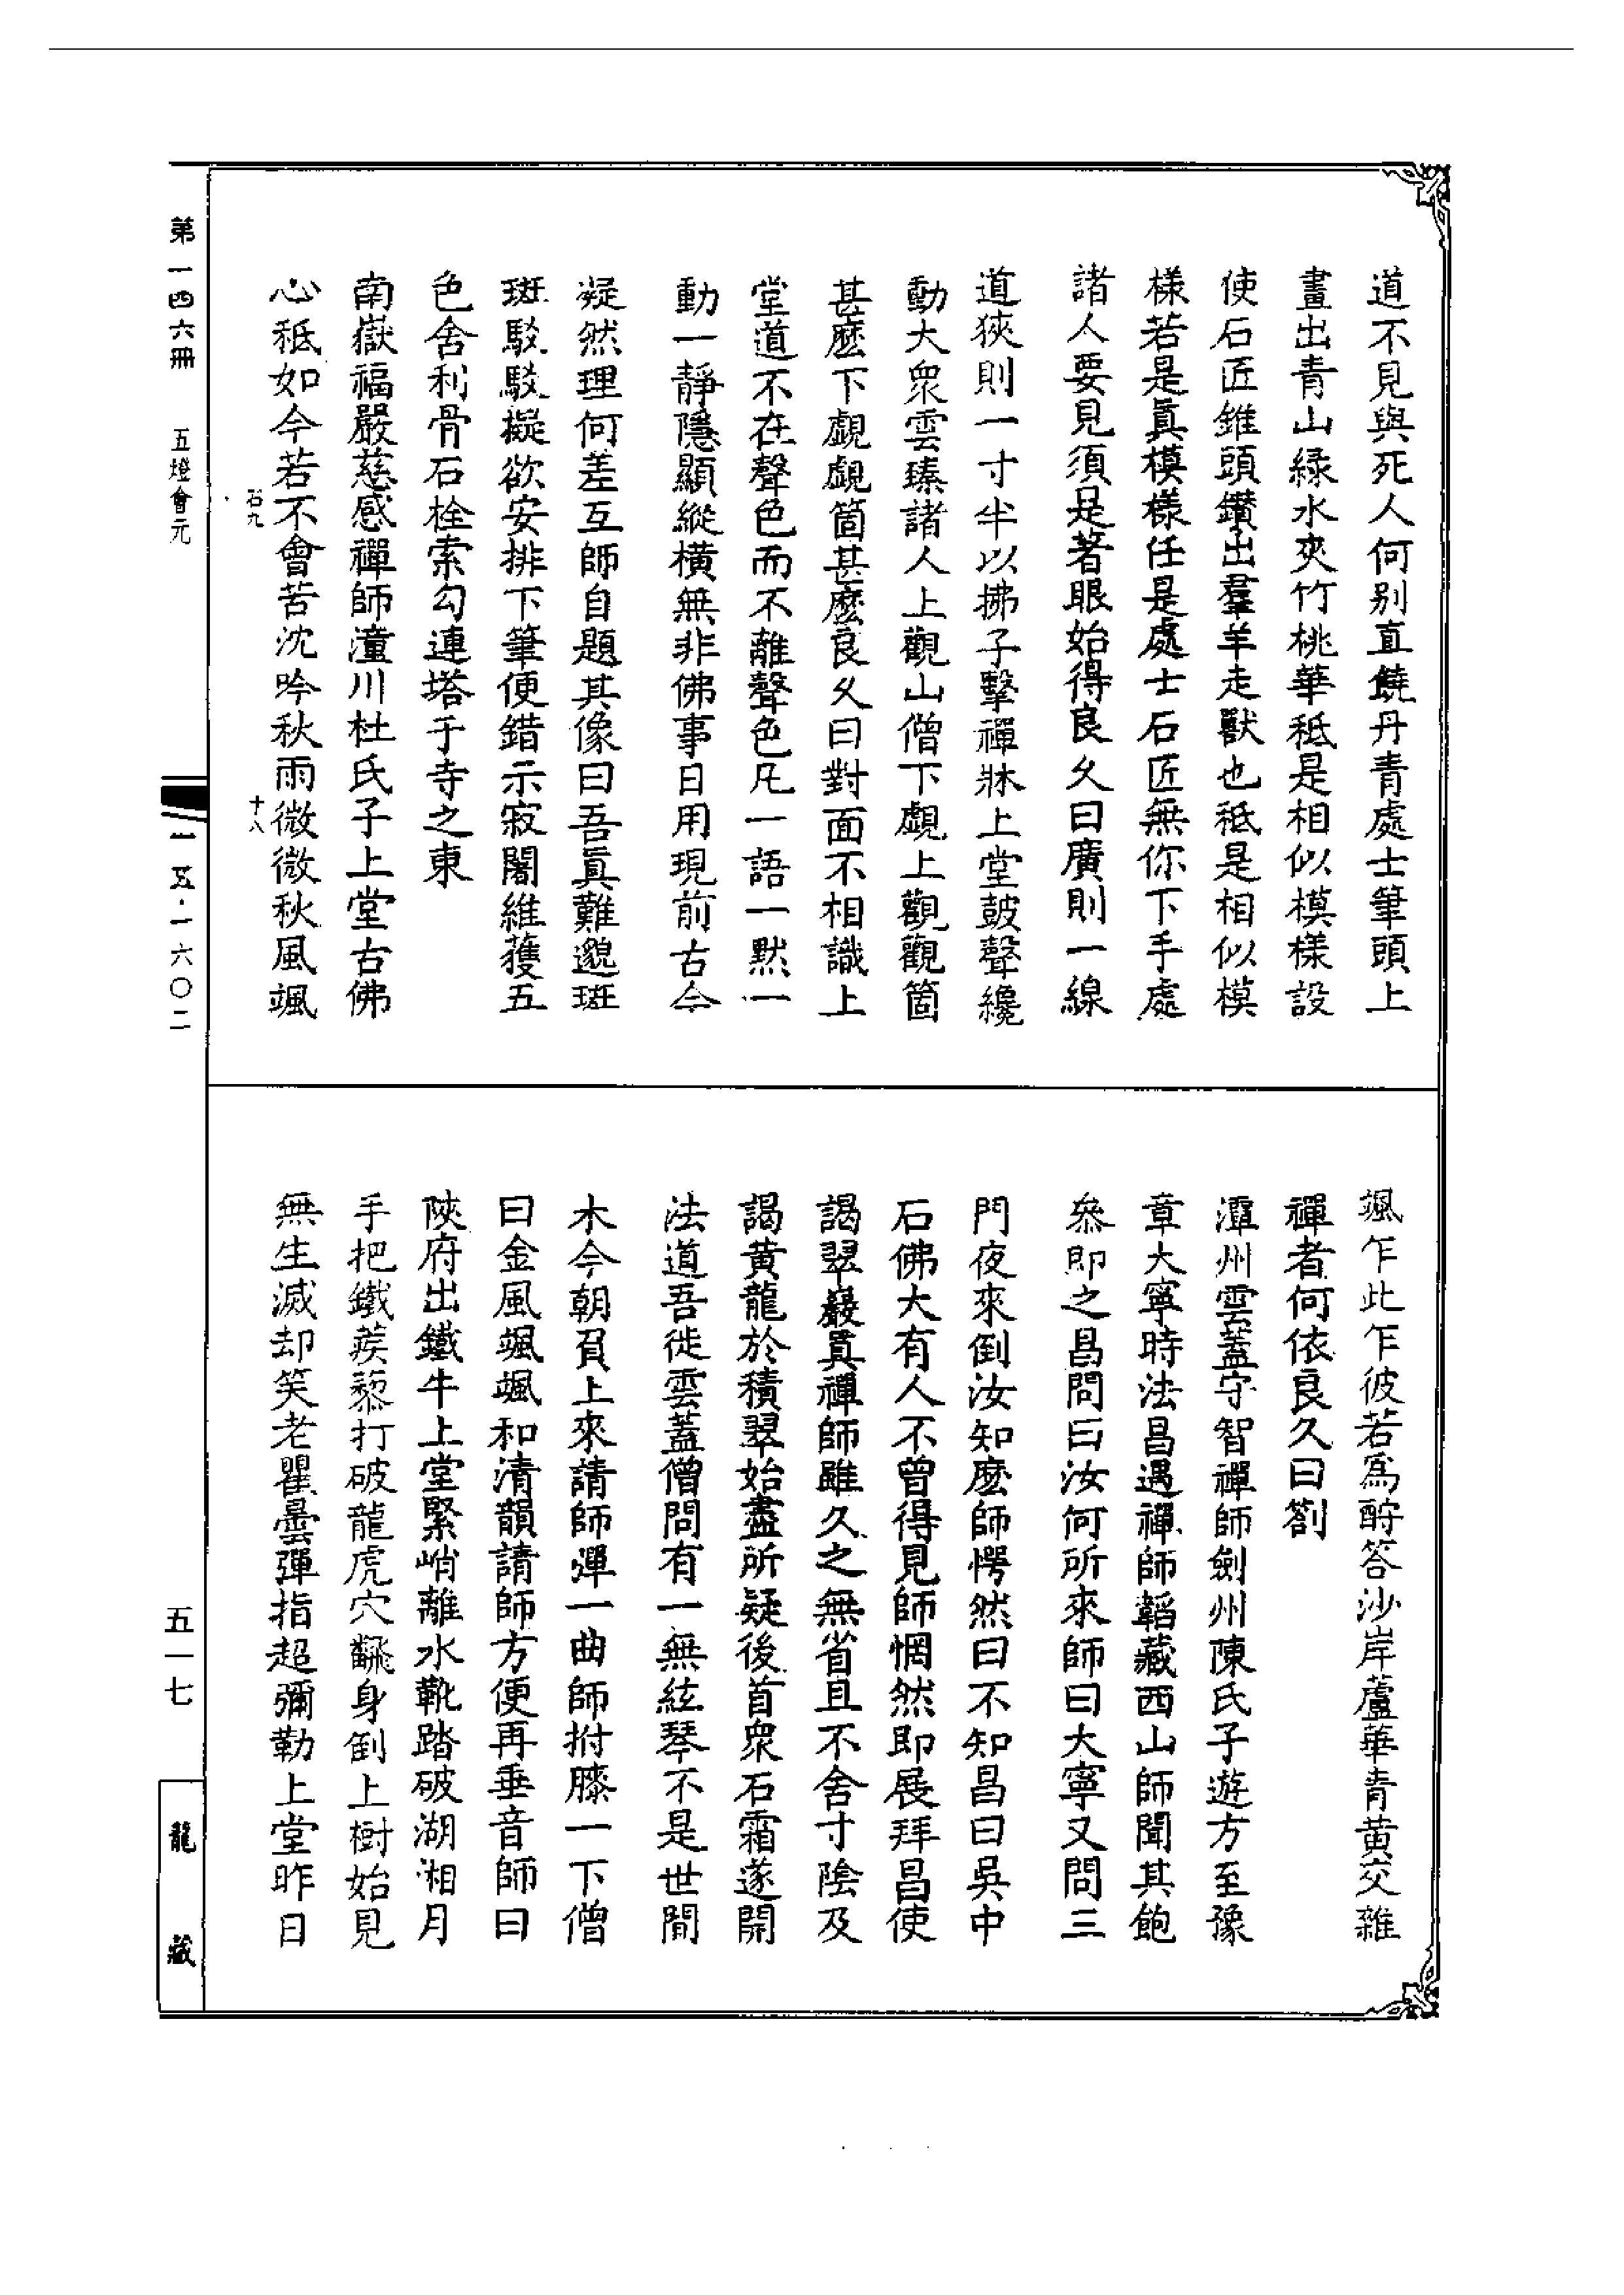 道不見與死人何别直饒丹青處士筆頭上
畫出青山緑水夾竹桃華秪是相似模樣設
使石匠錐頭鑽出羣羊走獸也秪是相似模
樣若是眞模樣任是處士石匠無你下手處
諸人要見須是著眼始得良久曰廣則一線
道狹則一寸半以拂子擊禪牀上堂皷聲纔
動大衆雲臻諸人上觀山僧下覷上觀觀箇
甚麽下覷覷箇甚麽良久曰對面不相識上
堂道不在聲色而不離聲色凡一語一默一
動一靜隱顯縱橫無非佛事日用現前古今
凝然理何差互師自題其像曰吾眞難邈斑
斑駁駁擬欲安排下筆便錯示寂闍維獲五
色舍利骨石栓索勾連塔于寺之東
南嶽福嚴慈感禪師潼川杜氏子上堂古佛
心秪如今若不會苦沈吟秋雨微微秋風颯
颯乍此乍彼若爲酧答沙岸蘆華青黄交雜
禪者何依良久曰劄
潭州雲蓋守智禪師劍州陳氏子遊方至豫
章大寧時法昌遇禪師韜藏西山師聞其飽
叅即之昌問曰汝何所來師曰大寧又問三
門夜來倒汝知麽師愕然曰不知昌曰吳中
石佛大有人不曾得見師惘然即展拜昌使
謁翠巖眞禪師雖久之無省且不舍寸陰及
謁黄龍於積翠始盡所疑後首衆石霜遂開
法道吾徙雲蓋僧問有一無絃琴不是世間
木今朝負上來請師彈一曲師拊膝一下僧
曰金風颯颯和清韻請師方便再垂音師曰
陝府出鐵牛上堂緊峭離水靴踏破湖湘月
手把鐵蒺藜打破龍虎穴飜身倒上樹始見
無生滅却笑老瞿曇彈指超彌勒上堂昨日
石九
十八
第一四六冊
五燈會元
一五·一六〇二
五一七
龍藏